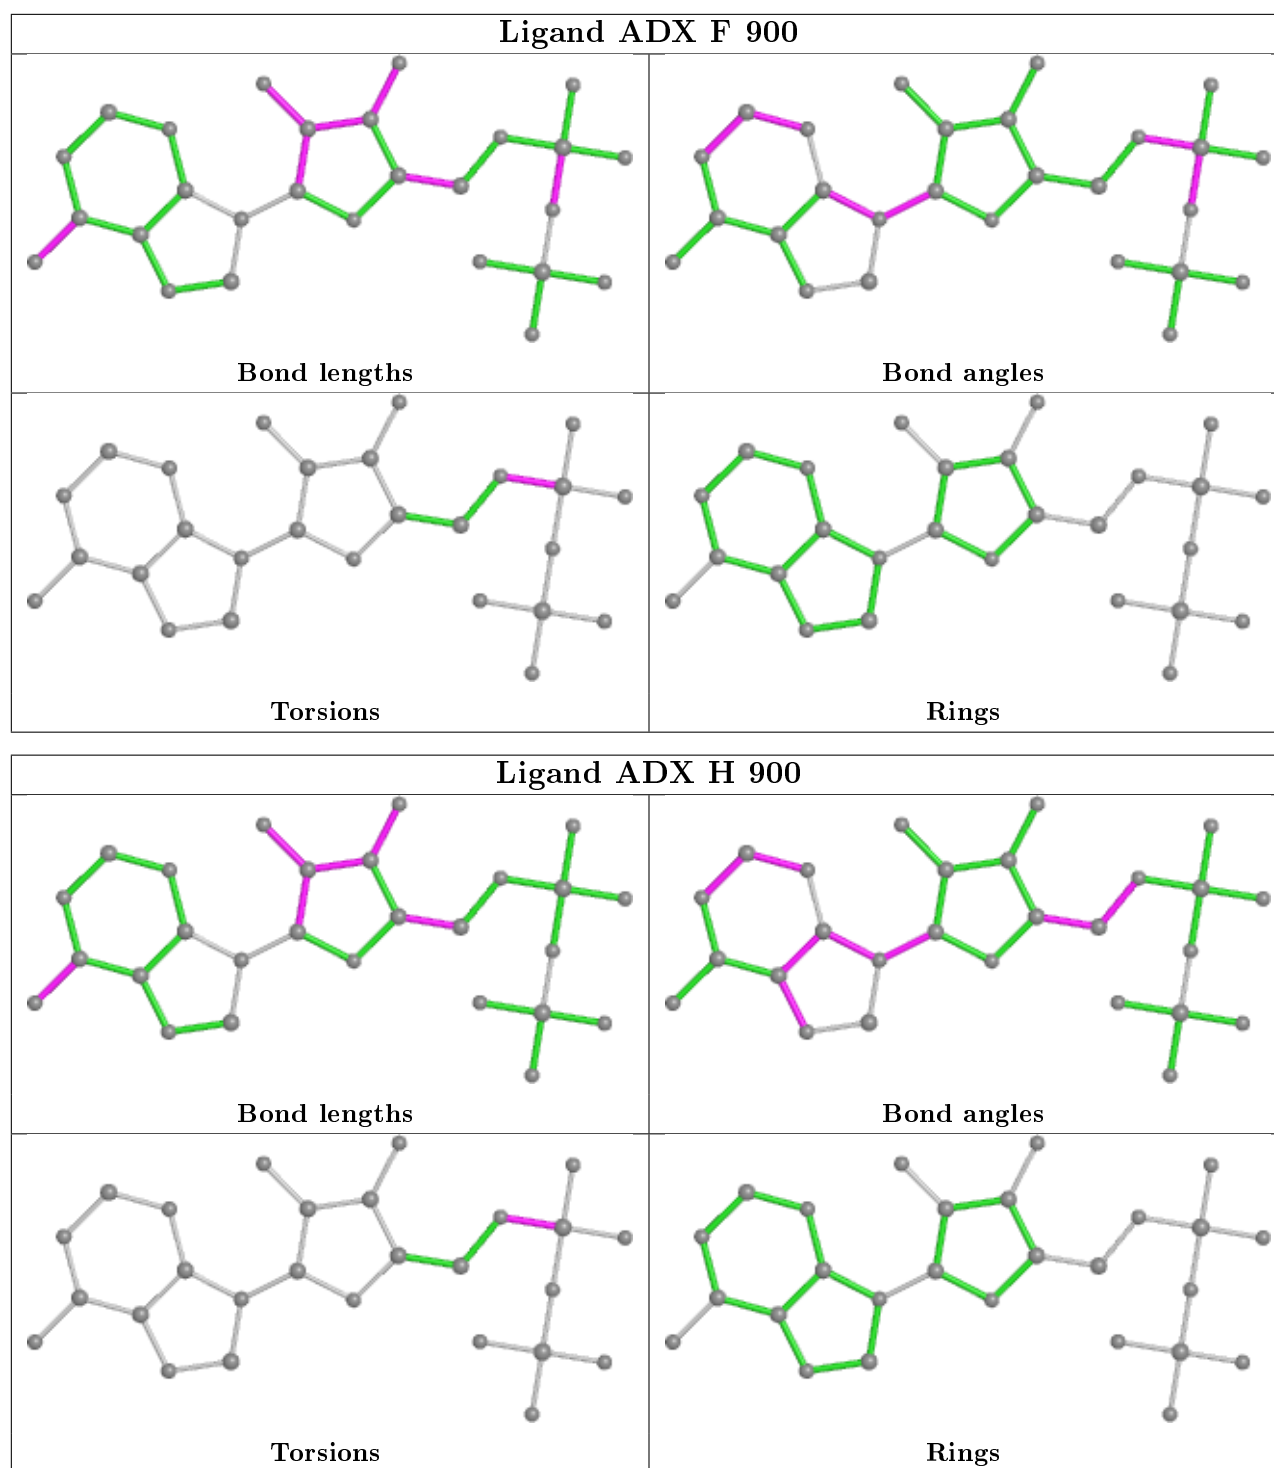 Ligand ADX F 900
Bond lengths
Bond angles
Torsions
Rings
Ligand ADX H 900
Bond lengths
Bond angles
Torsions
Rings